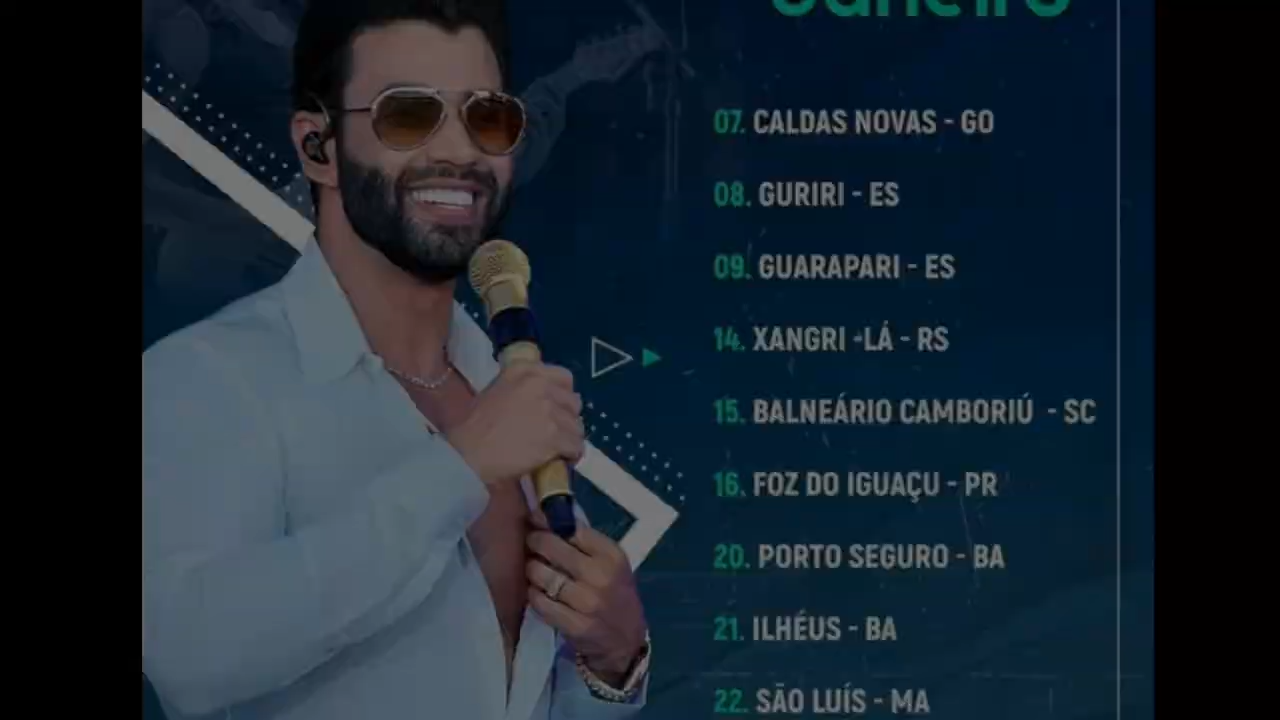 Janeiro
07. CALDAS NOVAS - GO
08. GURIRI - ES
09. GUARAPARI - ES
14. XANGRI -LÁ - RS
15. BALNEÁRIO CAMBORIÚ - SC
16. FOZ DO IGUAÇU - PR
20. PORTO SEGURO - BA
21. ILHÉUS - BA
22. SÃO LUÍS - MA